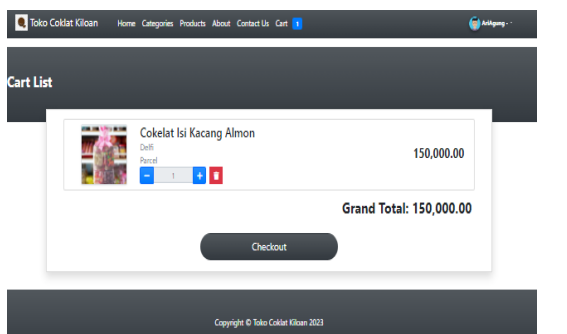 Toko Coklat Kiloan Home Categories Products About Contact Us Cart 1 AriAgung -
Cart List
Cokelat Isi Kacang Almon
Delfi
Parcel
150,000.00
- 1 +
Grand Total: 150,000.00
Checkout
Copyright © Toko Coklat Kiloan 2023